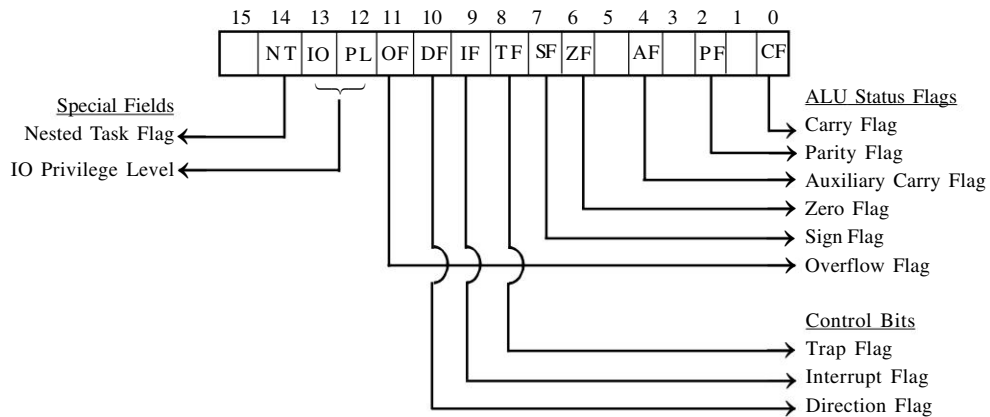 15 14 13 12 11 10 9 8 7 6 5 4 3 2 1 0
NT IO PL OF DF IF TF SF ZF AF PF CF
Special Fields
Nested Task Flag
IO Privilege Level
ALU Status Flags
Carry Flag
Parity Flag
Auxiliary Carry Flag
Zero Flag
Sign Flag
Overflow Flag
Control Bits
Trap Flag
Interrupt Flag
Direction Flag